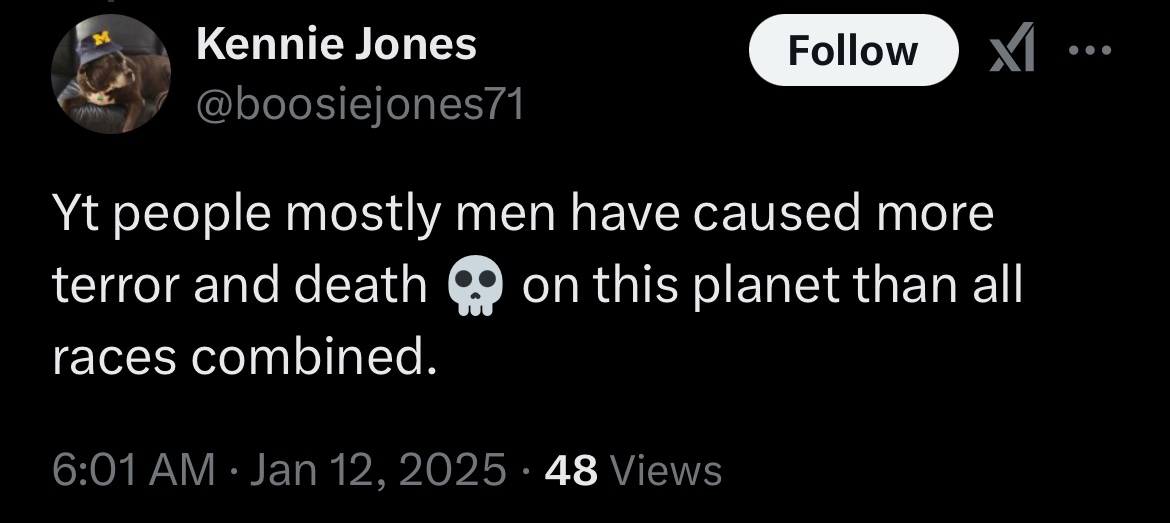 Kennie Jones
Follow
@boosiejones71
Yt people mostly men have caused more
terror and death 💀 on this planet than all
races combined.
6:01 AM · Jan 12, 2025 · 48 Views